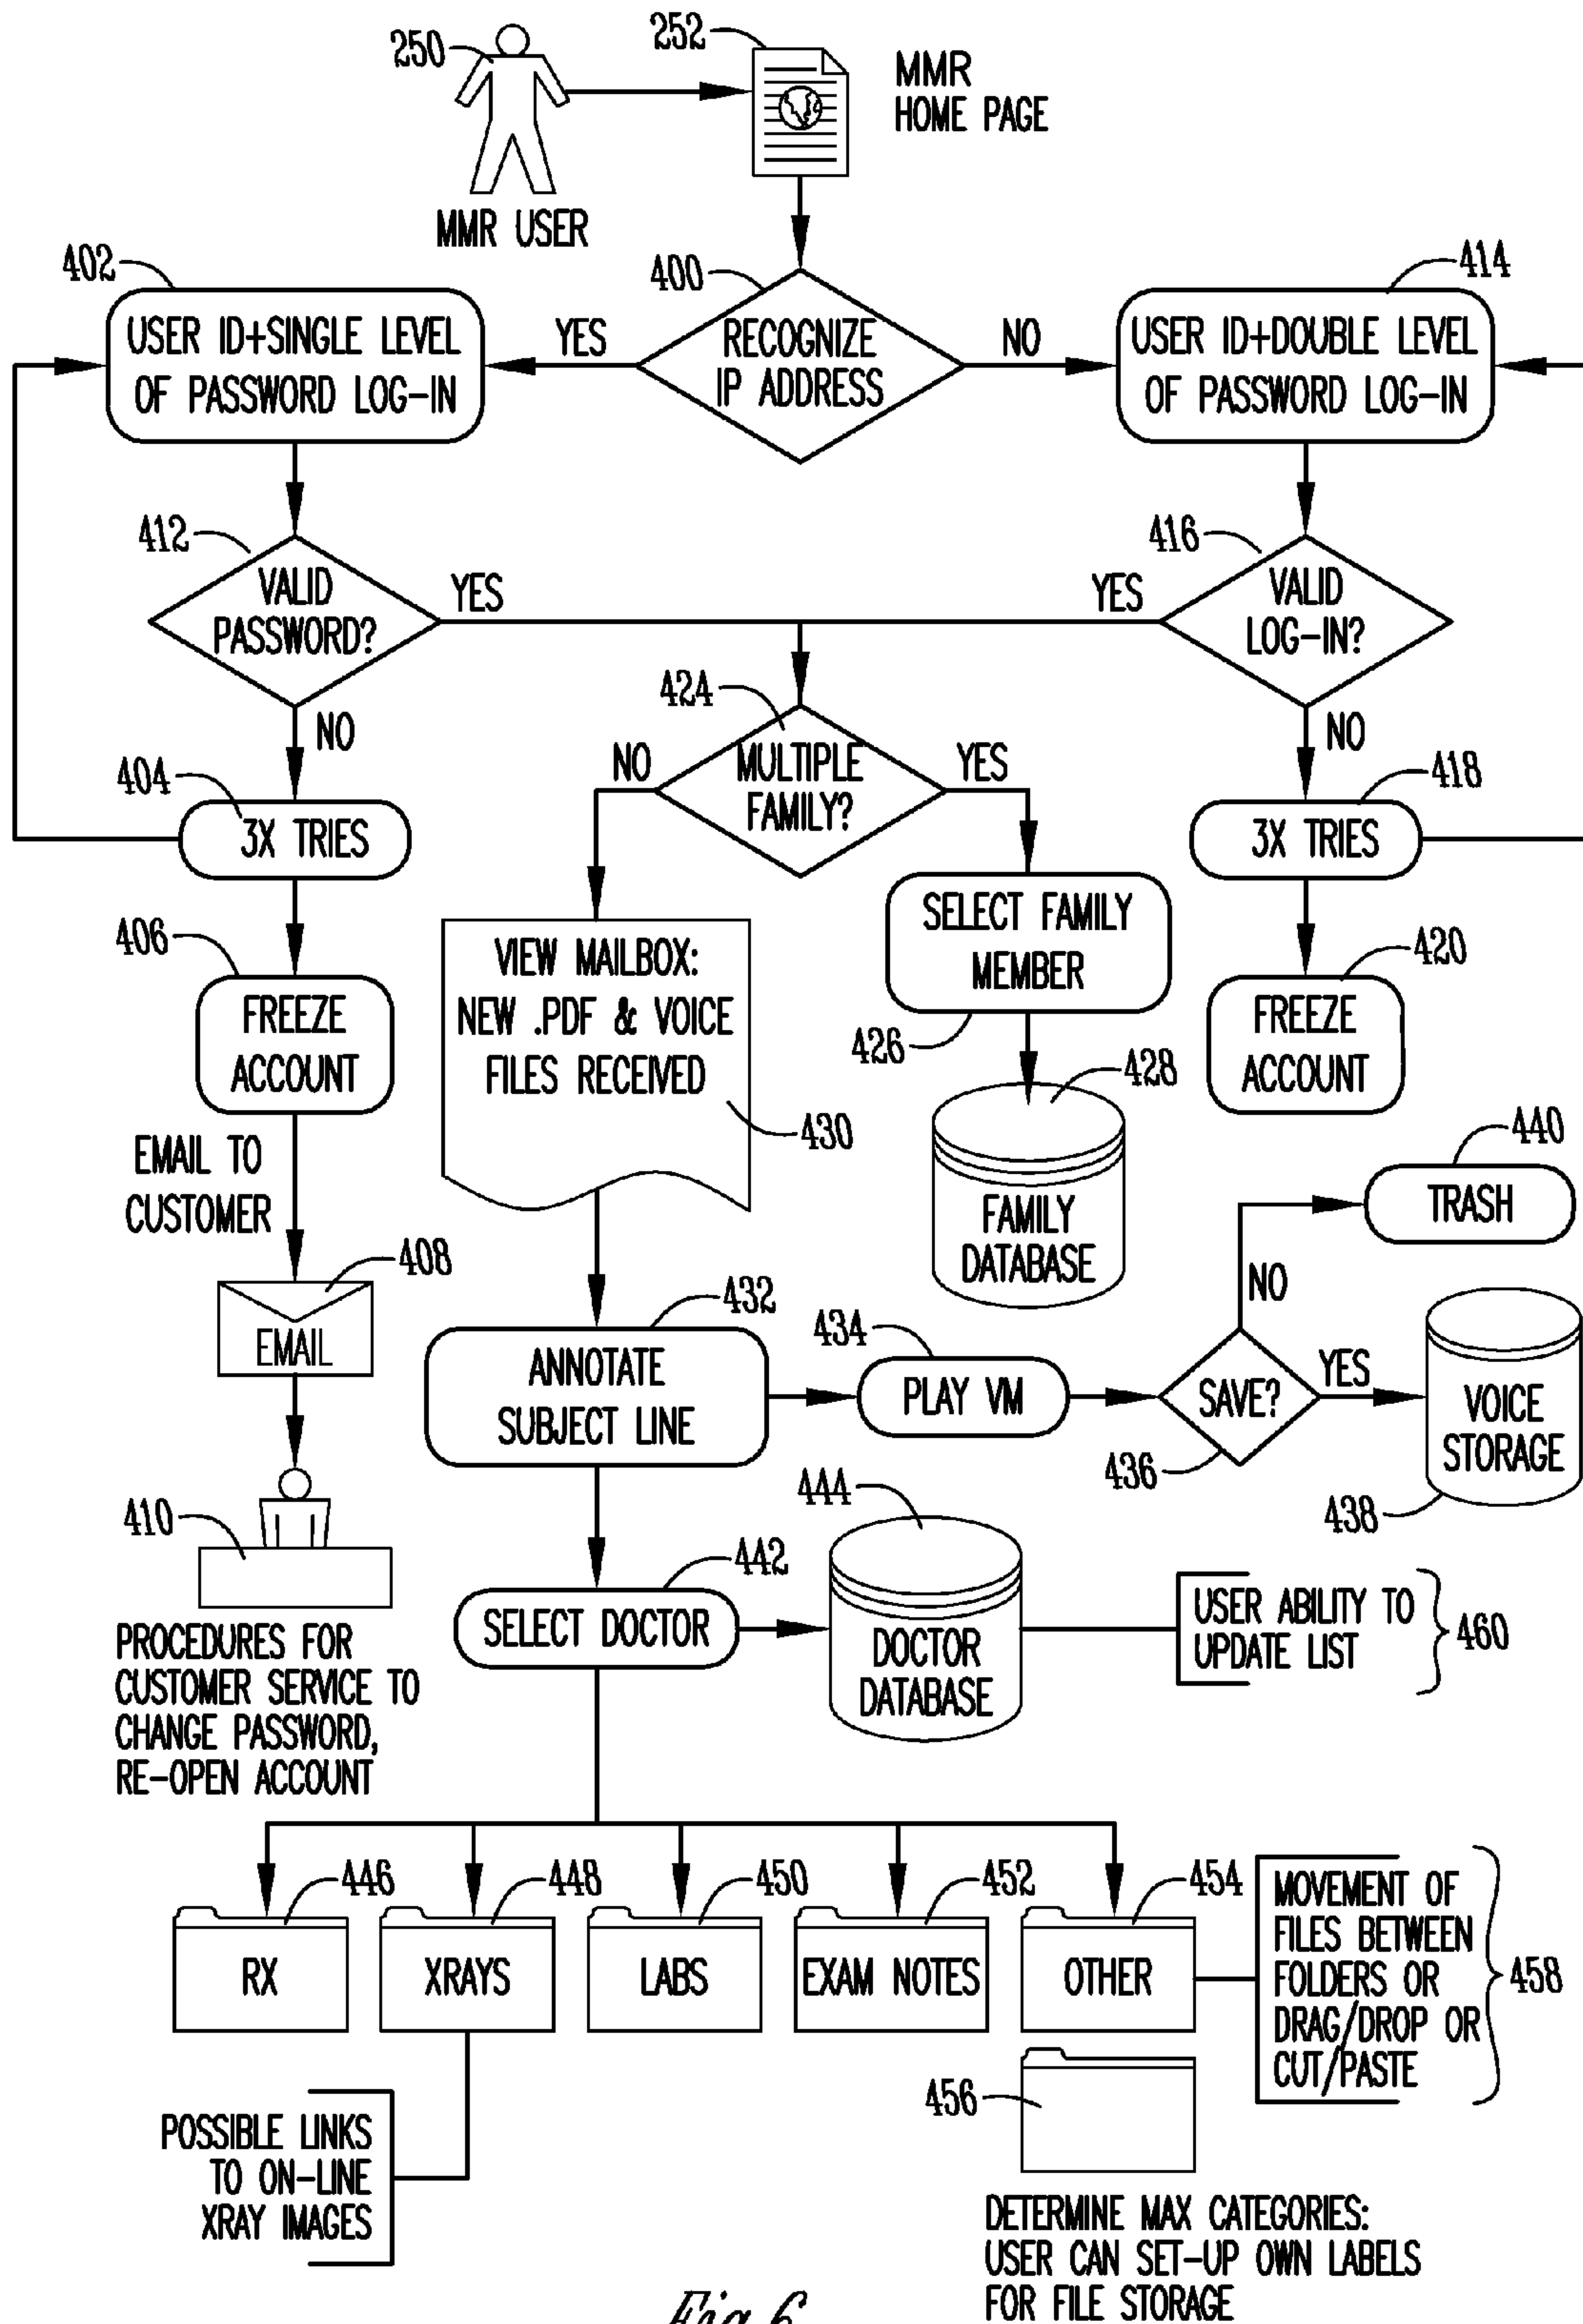 250
252
MMR
HOME PAGE
MMR USER
402
400
414
USER ID+SINGLE LEVEL
OF PASSWORD LOG-IN
YES
RECOGNIZE
IP ADDRESS
NO
USER ID+DOUBLE LEVEL
OF PASSWORD LOG-IN
412
VALID
PASSWORD?
YES
416
YES
VALID
LOG-IN?
NO
424
NO
MULTIPLE
FAMILY?
YES
NO
404
3X TRIES
418
3X TRIES
406
FREEZE
ACCOUNT
VIEW MAILBOX:
NEW .PDF & VOICE
FILES RECEIVED
430
SELECT FAMILY
MEMBER
426
420
FREEZE
ACCOUNT
428
FAMILY
DATABASE
EMAIL TO
CUSTOMER
440
TRASH
408
EMAIL
432
ANNOTATE
SUBJECT LINE
434
PLAY VM
NO
SAVE?
YES
436
VOICE
STORAGE
438
410
PROCEDURES FOR
CUSTOMER SERVICE TO
CHANGE PASSWORD,
RE-OPEN ACCOUNT
442
SELECT DOCTOR
444
DOCTOR
DATABASE
USER ABILITY TO
UPDATE LIST
460
446
RX
448
XRAYS
450
LABS
452
EXAM NOTES
454
OTHER
MOVEMENT OF
FILES BETWEEN
FOLDERS OR
DRAG/DROP OR
CUT/PASTE
458
456
POSSIBLE LINKS
TO ON-LINE
XRAY IMAGES
DETERMINE MAX CATEGORIES:
USER CAN SET-UP OWN LABELS
FOR FILE STORAGE
Fig. 6